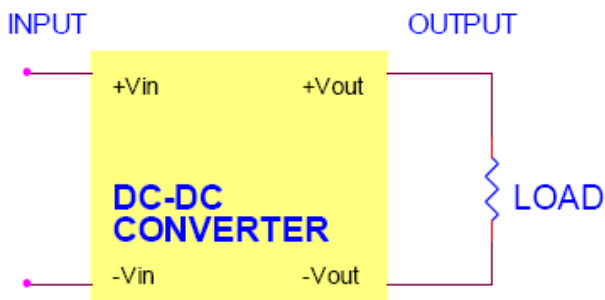 INPUT OUTPUT
+Vin +Vout
DC-DC
CONVERTER
LOAD
-Vin -Vout